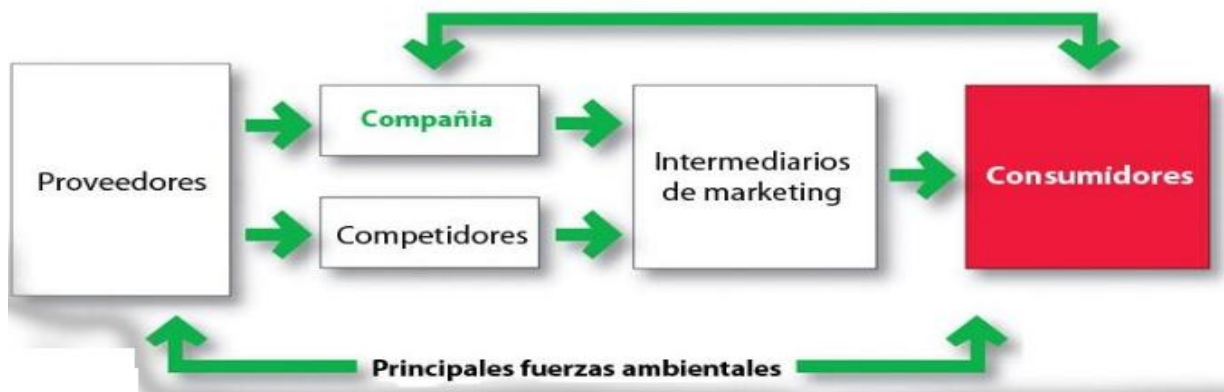 Proveedores
Compañia
Competidores
Intermediarios
de marketing
Consumidores
Principales fuerzas ambientales